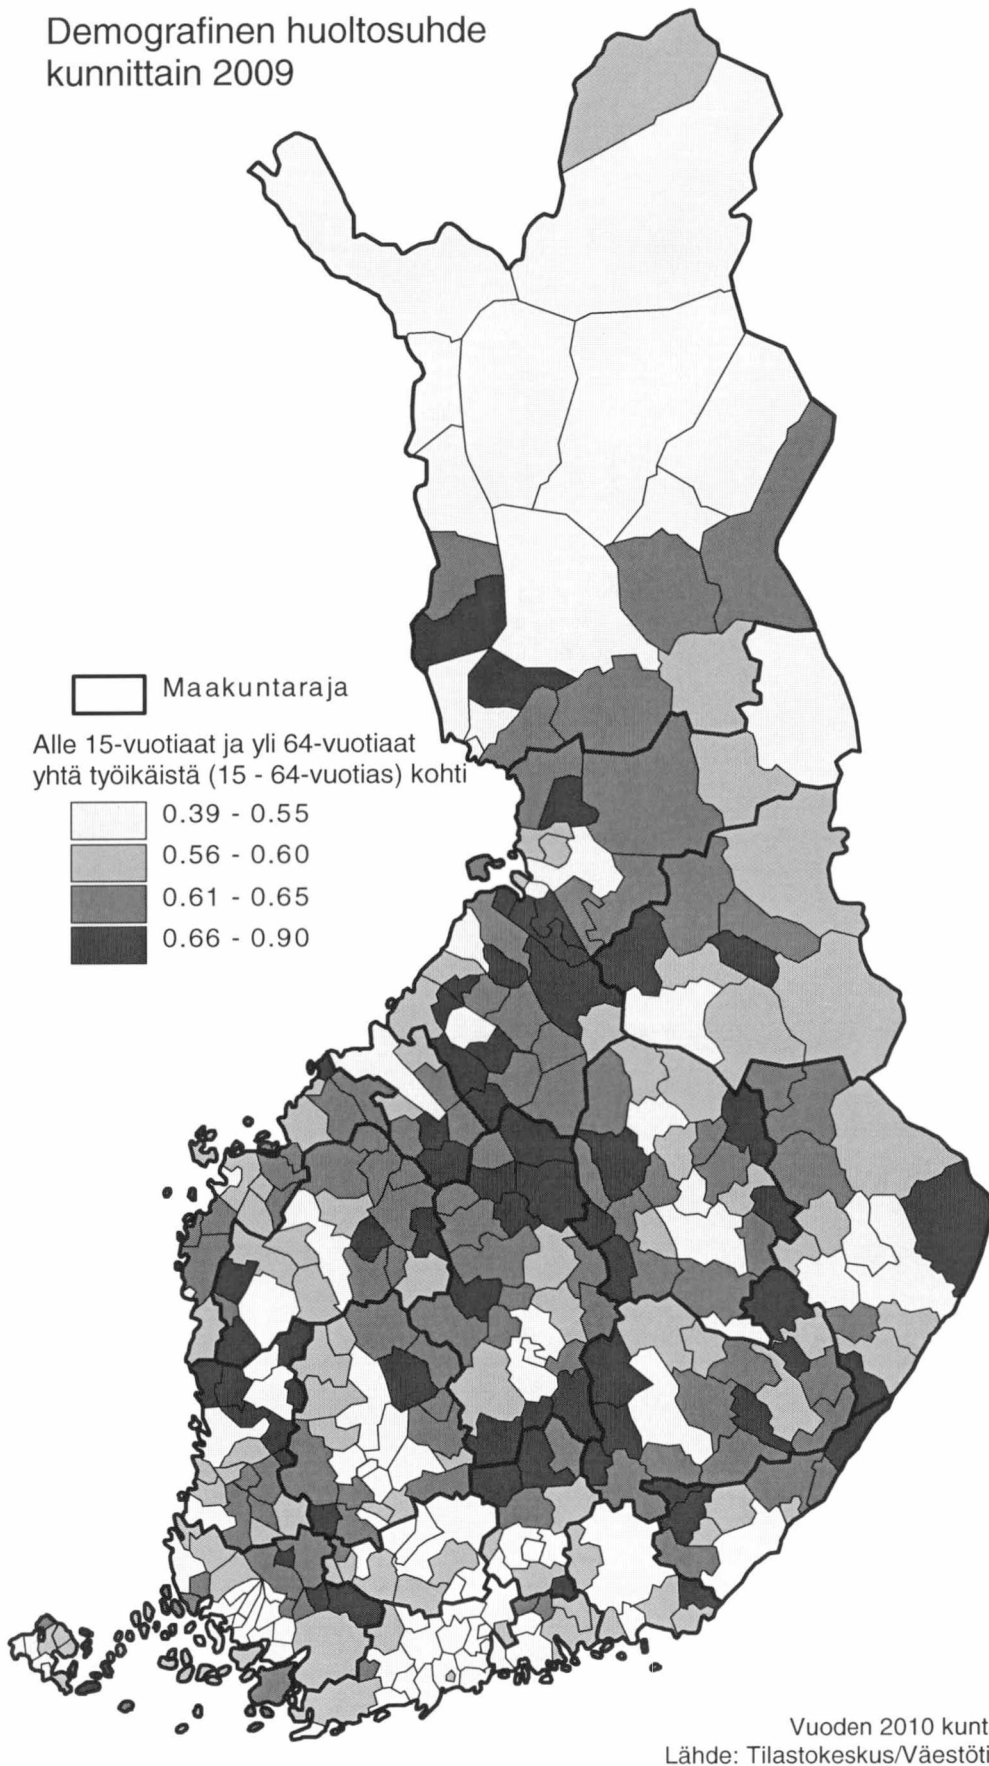 Demografinen huoltosuhde
kunnittain 2009
Maakuntaraja
Alle 15-vuotiaat ja yli 64-vuotiaat
yhtä työikäistä (15 - 64-vuotias) kohti
0.39 - 0.55
0.56 - 0.60
0.61 - 0.65
0.66 - 0.90
Vuoden 2010 kunt
Lähde: Tilastokeskus/Väestöti